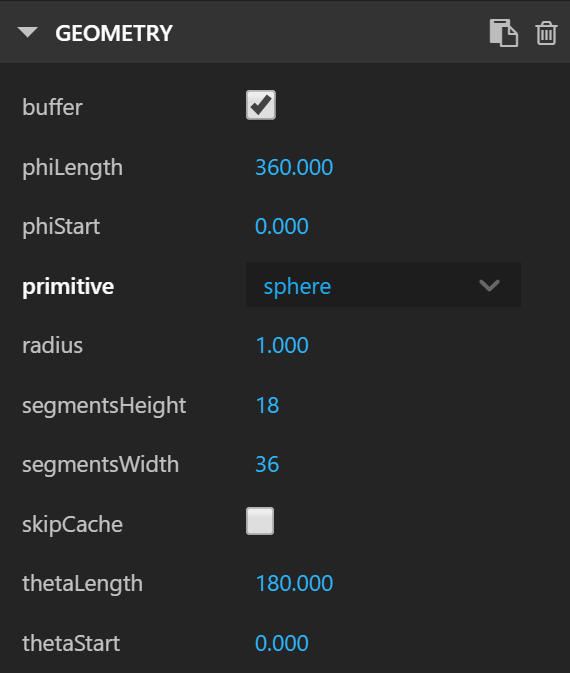 GEOMETRY
buffer
phiLength 360.000
phiStart 0.000
primitive sphere
radius 1.000
segmentsHeight 18
segmentsWidth 36
skipCache
thetaLength 180.000
thetaStart 0.000